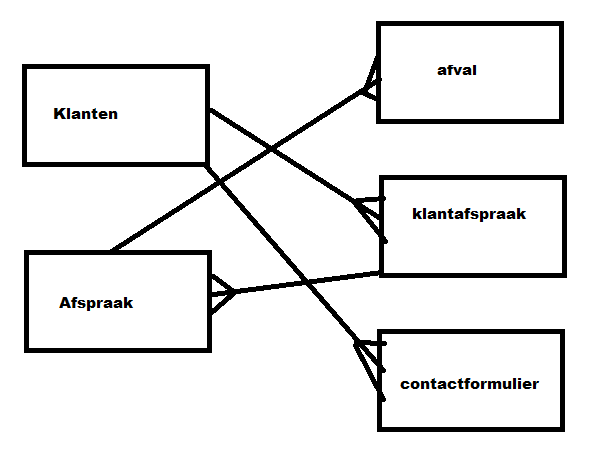 Klanten
afval
klantafspraak
Afspraak
contactformulier